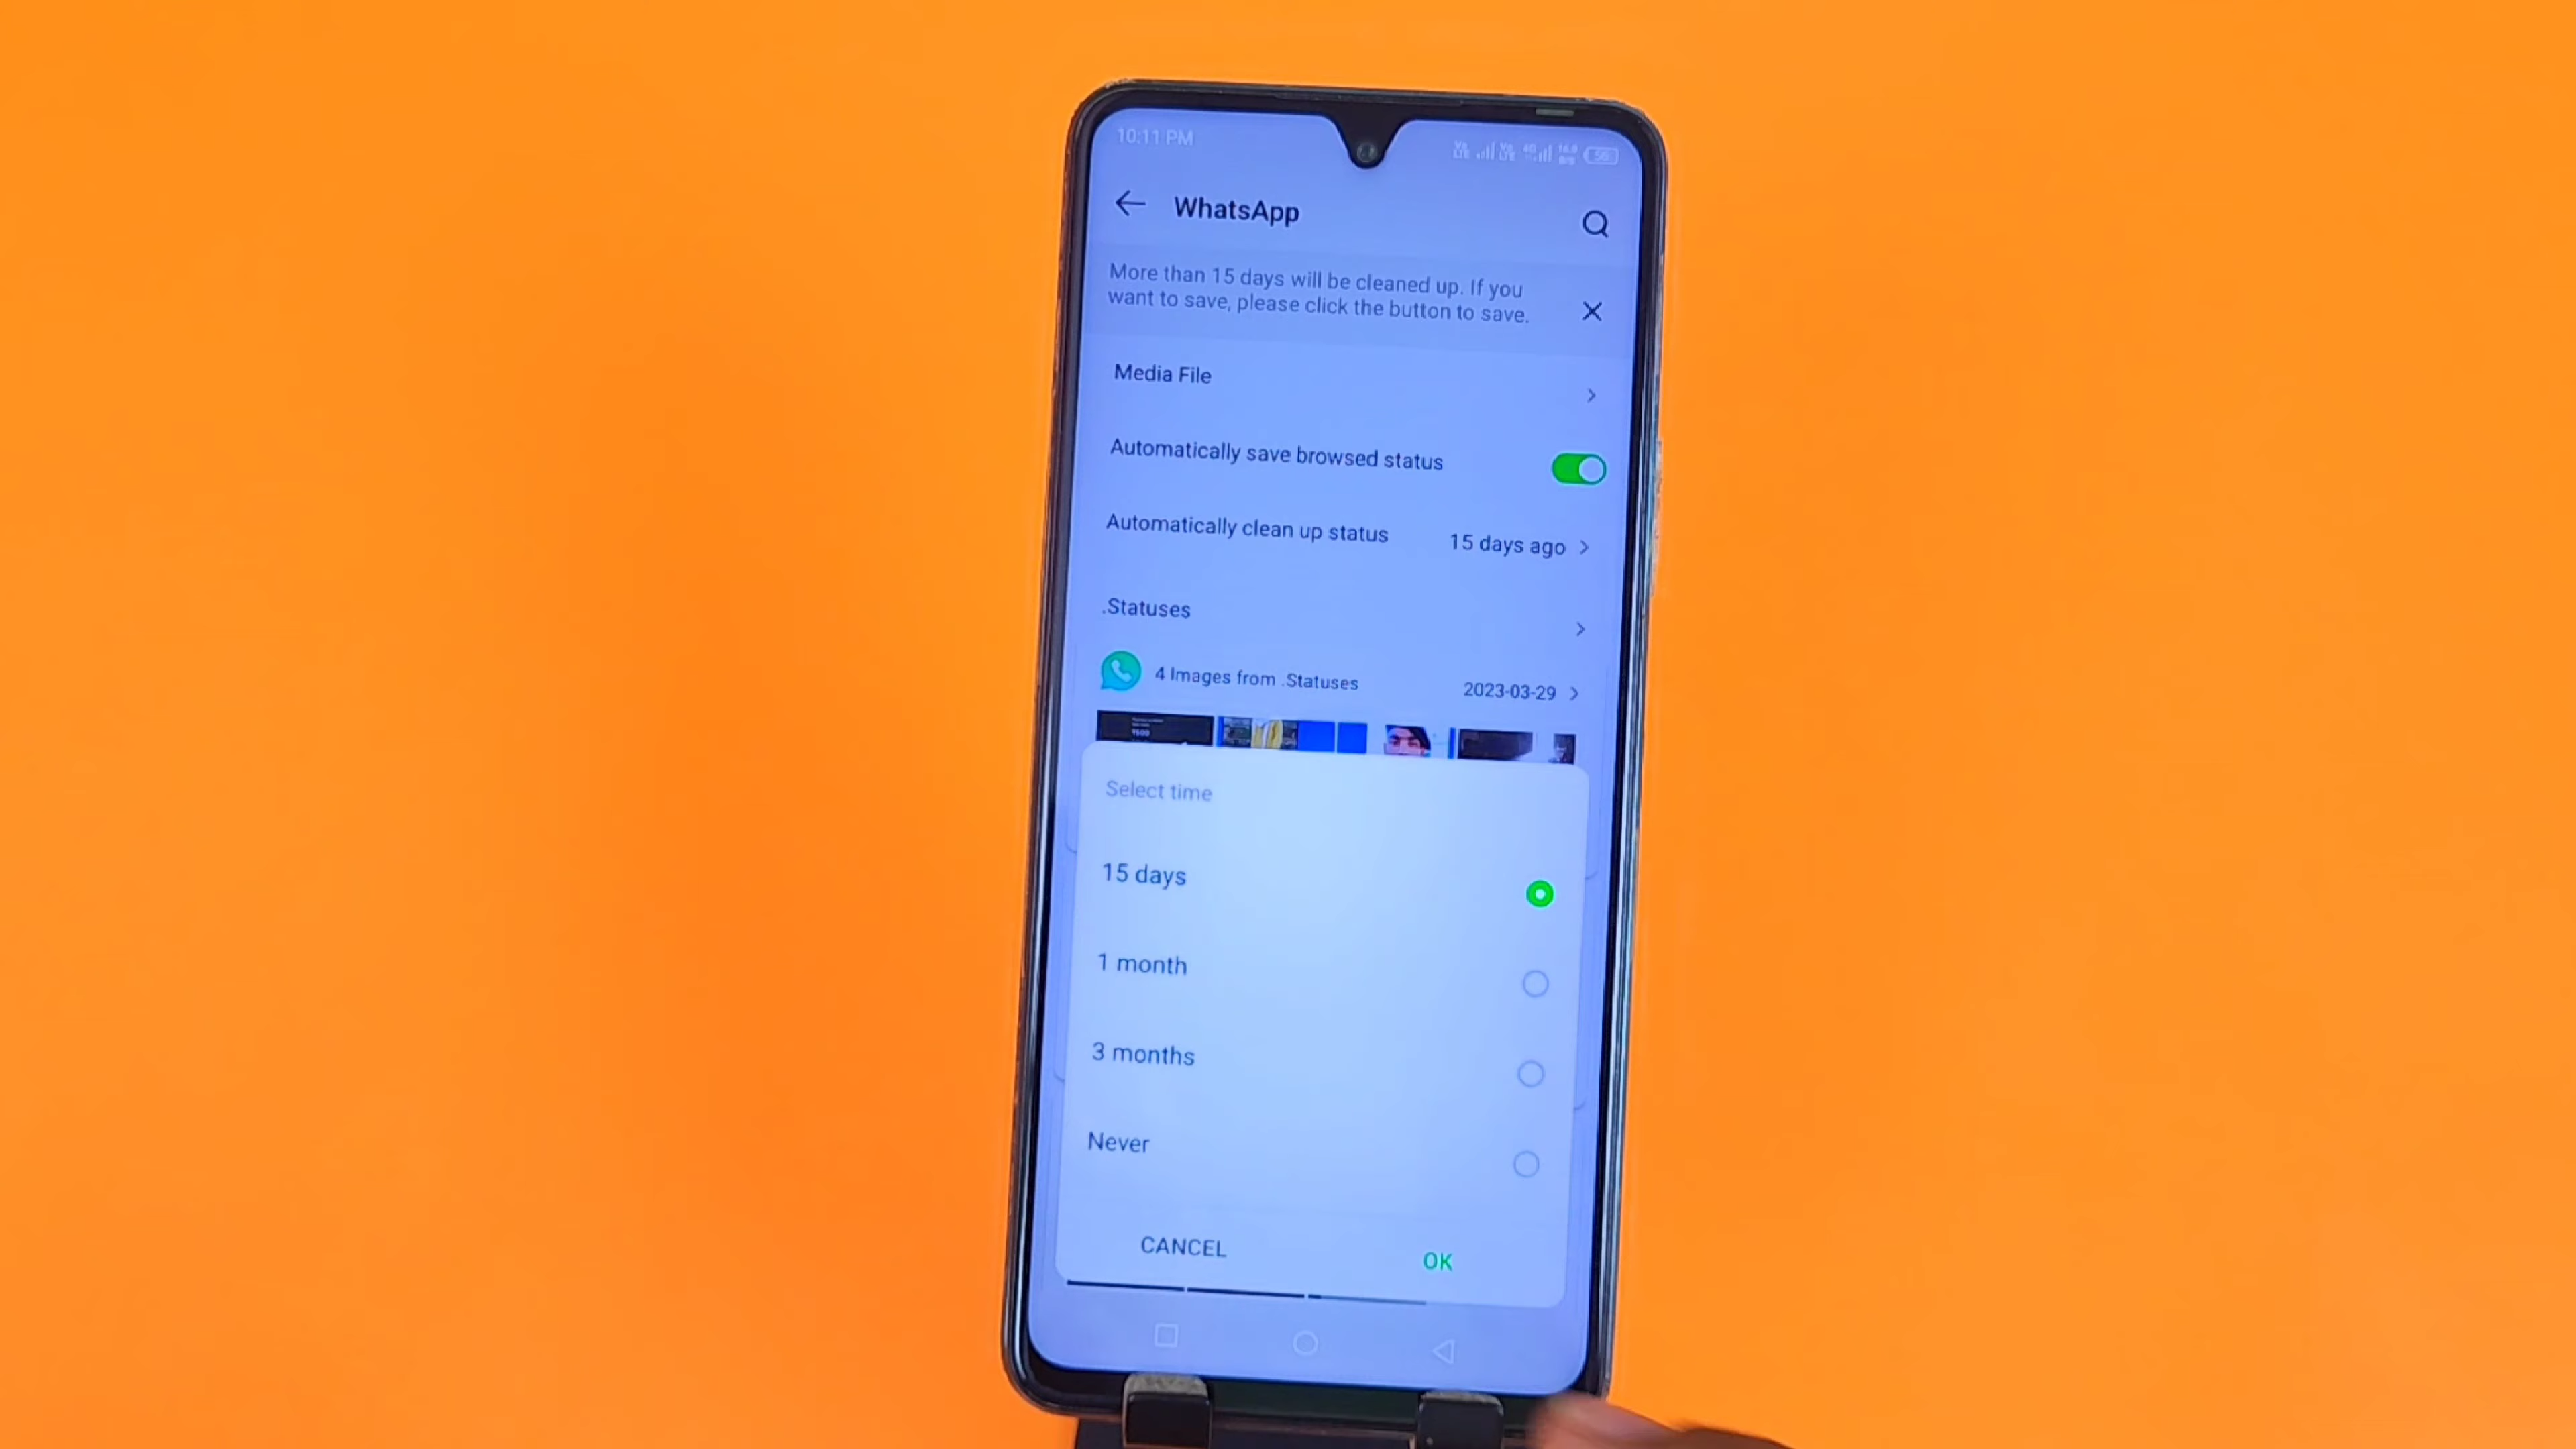 10:11 PM
WhatsApp
More than 15 days will be cleaned up. If you
want to save, please click the button to save.
Media File
Automatically save browsed status
Automatically clean up status 15 days ago
.Statuses
4 Images from .Statuses 2023-03-29
Select time
15 days
1 month
3 months
Never
CANCEL OK